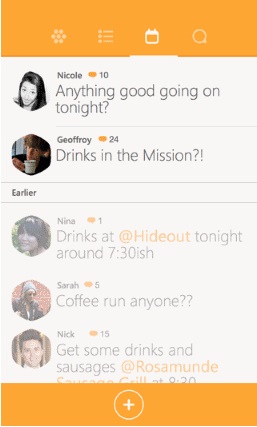 Nicole 10
Anything good going on
tonight?
Geoffroy 24
Drinks in the Mission?!
Earlier
Nina 1
Drinks at @Hideout tonight
around 7:30ish
Sarah 5
Coffee run anyone??
Nick 15
Get some drinks and
sausages @Rosamunde
Sausage Grill at 8:30